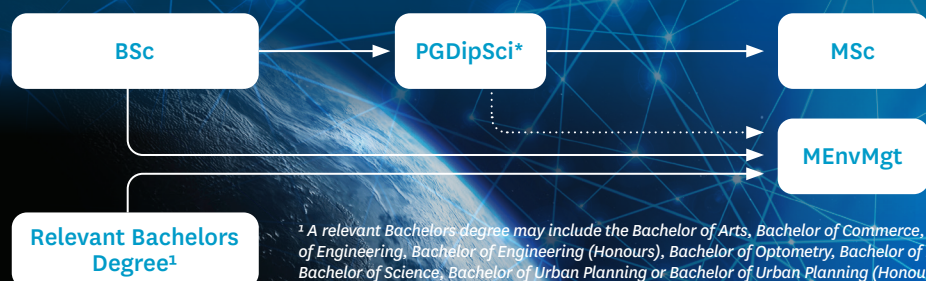 BSc
PGDipSci*
MSc
MEnvMgt
Relevant Bachelors
Degree¹
¹ A relevant Bachelors degree may include the Bachelor of Arts, Bachelor of Commerce,
of Engineering, Bachelor of Engineering (Honours), Bachelor of Optometry, Bachelor of
Bachelor of Science, Bachelor of Urban Planning or Bachelor of Urban Planning